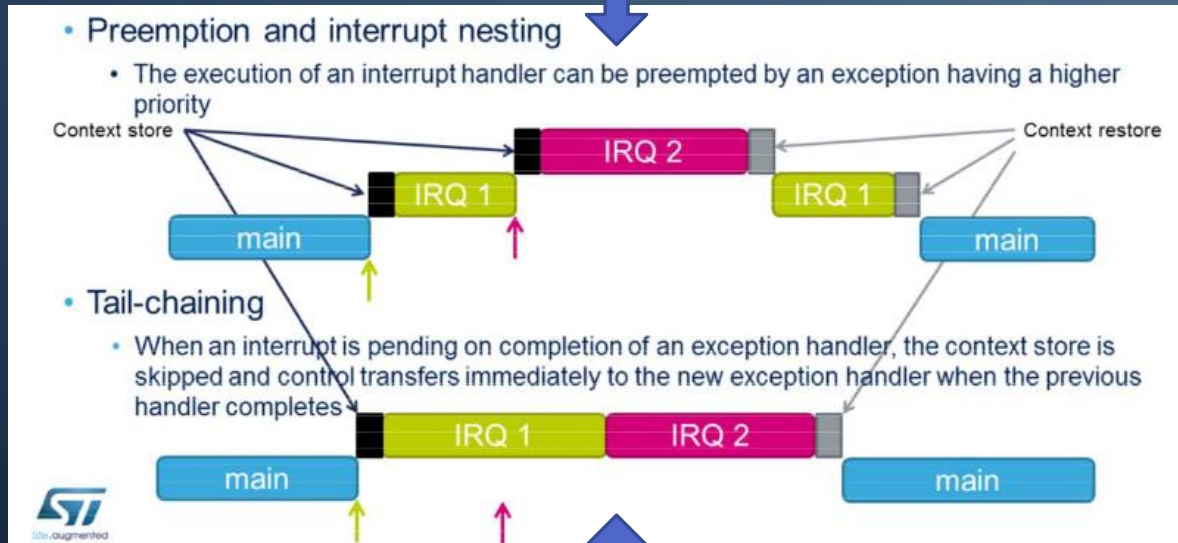 • Preemption and interrupt nesting
• The execution of an interrupt handler can be preempted by an exception having a higher
priority
Context store
Context restore
IRQ 2
IRQ 1
IRQ 1
main
main
• Tail-chaining
• When an interrupt is pending on completion of an exception handler, the context store is
skipped and control transfers immediately to the new exception handler when the previous
handler completes
IRQ 1
IRQ 2
main
main
ST
life.augmented